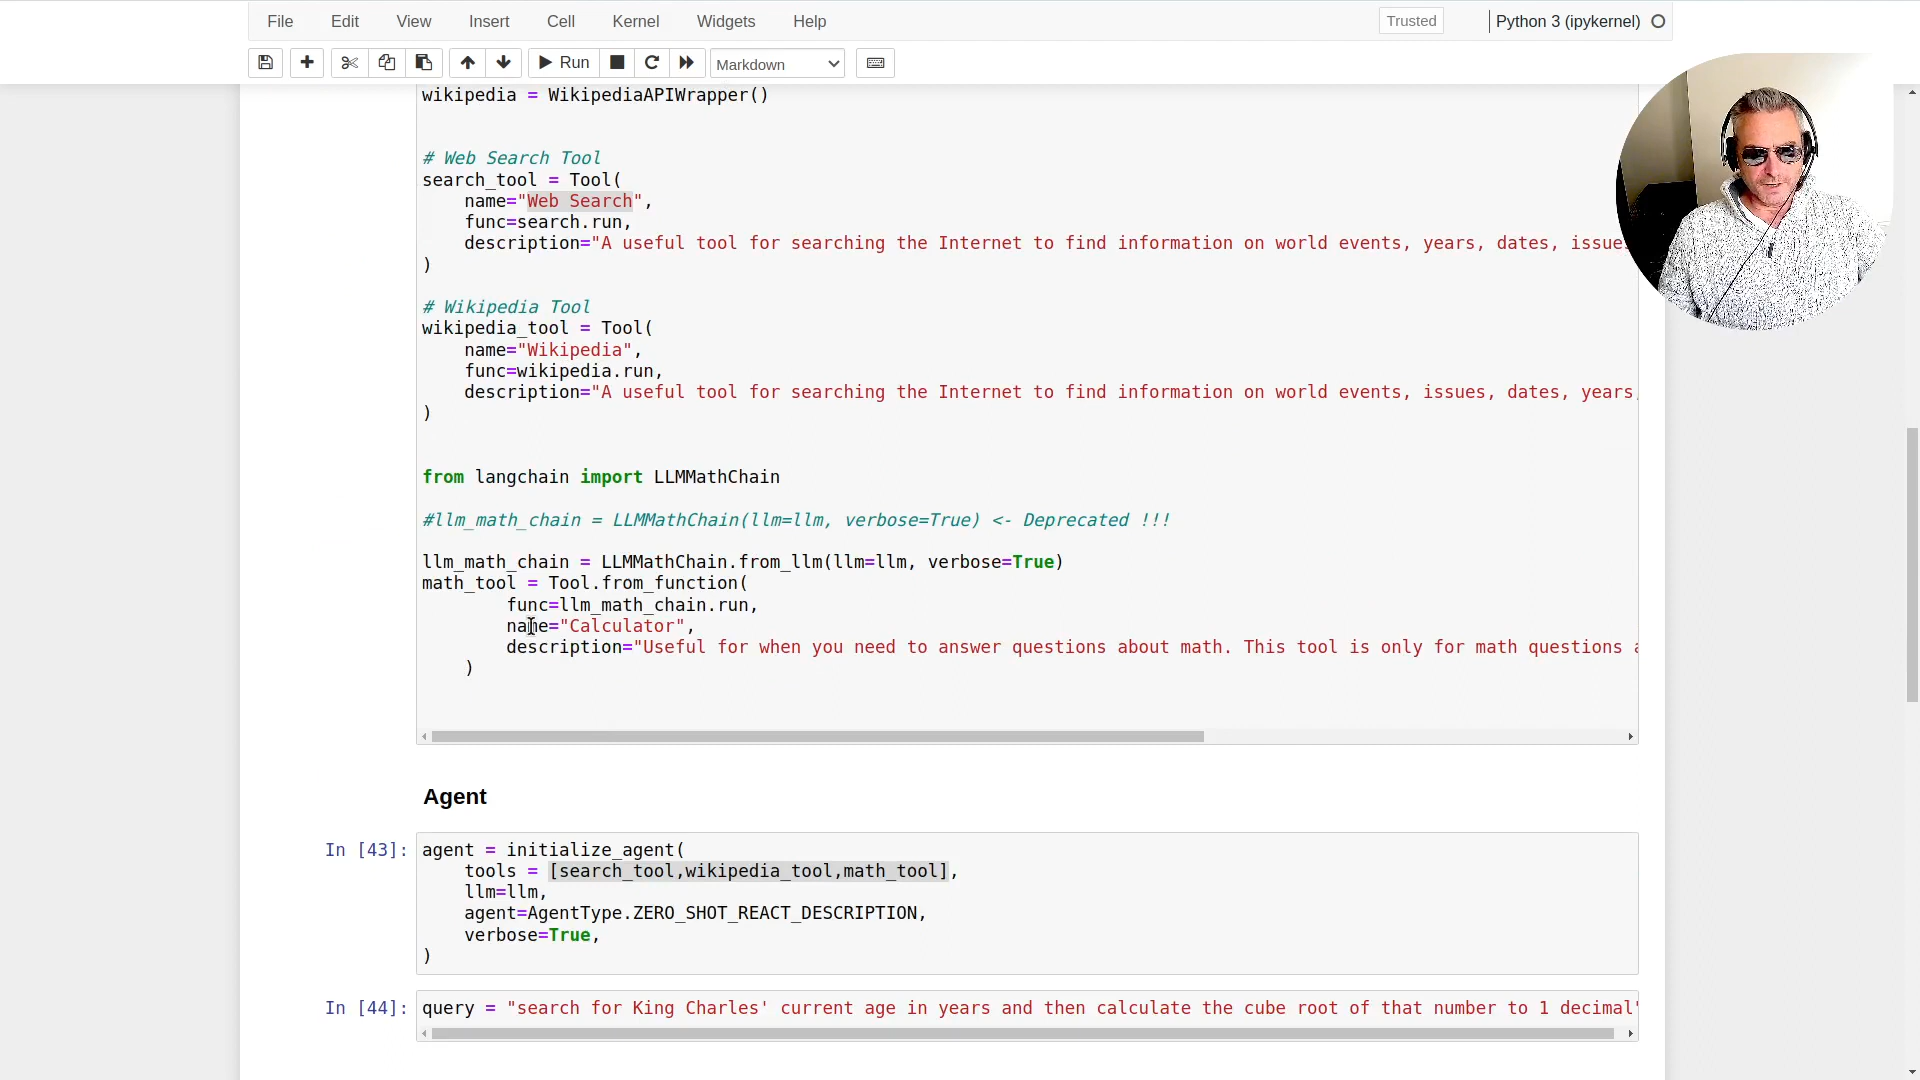 File Edit View Insert Cell Kernel Widgets Help Trusted Python 3 (ipykernel)
Run Markdown
wikipedia = WikipediaAPIWrapper()
# Web Search Tool
search_tool = Tool(
name="Web Search",
func=search.run,
description="A useful tool for searching the Internet to find information on world events, years, dates, issues
)
# Wikipedia Tool
wikipedia_tool = Tool(
name="Wikipedia",
func=wikipedia.run,
description="A useful tool for searching the Internet to find information on world events, issues, dates, years,
)
from langchain import LLMMathChain
#llm_math_chain = LLMMathChain(llm=llm, verbose=True) <- Deprecated !!!
llm_math_chain = LLMMathChain.from_llm(llm=llm, verbose=True)
math_tool = Tool.from_function(
func=llm_math_chain.run,
name="Calculator",
description="Useful for when you need to answer questions about math. This tool is only for math questions
)
Agent
In [43]: agent = initialize_agent(
tools = [search_tool,wikipedia_tool,math_tool],
llm=llm,
agent=AgentType.ZERO_SHOT_REACT_DESCRIPTION,
verbose=True,
)
In [44]: query = "search for King Charles' current age in years and then calculate the cube root of that number to 1 decimal"